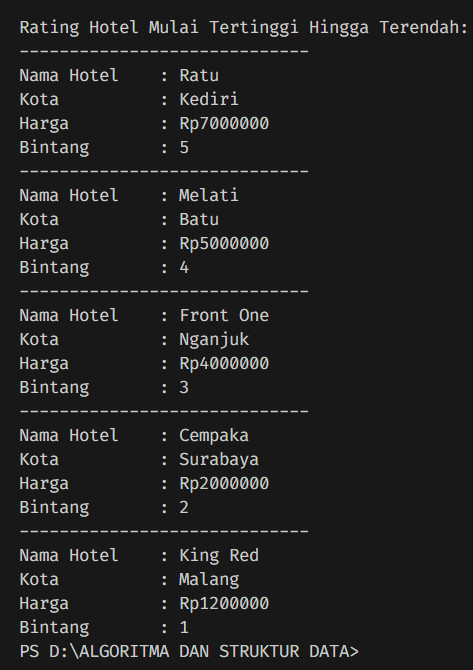 Rating Hotel Mulai Tertinggi Hingga Terendah:
-----------------------------
Nama Hotel    : Ratu
Kota          : Kediri
Harga         : Rp7000000
Bintang       : 5
-----------------------------
Nama Hotel    : Melati
Kota          : Batu
Harga         : Rp5000000
Bintang       : 4
-----------------------------
Nama Hotel    : Front One
Kota          : Nganjuk
Harga         : Rp4000000
Bintang       : 3
-----------------------------
Nama Hotel    : Cempaka
Kota          : Surabaya
Harga         : Rp2000000
Bintang       : 2
-----------------------------
Nama Hotel    : King Red
Kota          : Malang
Harga         : Rp1200000
Bintang       : 1
PS D:\ALGORITMA DAN STRUKTUR DATA>